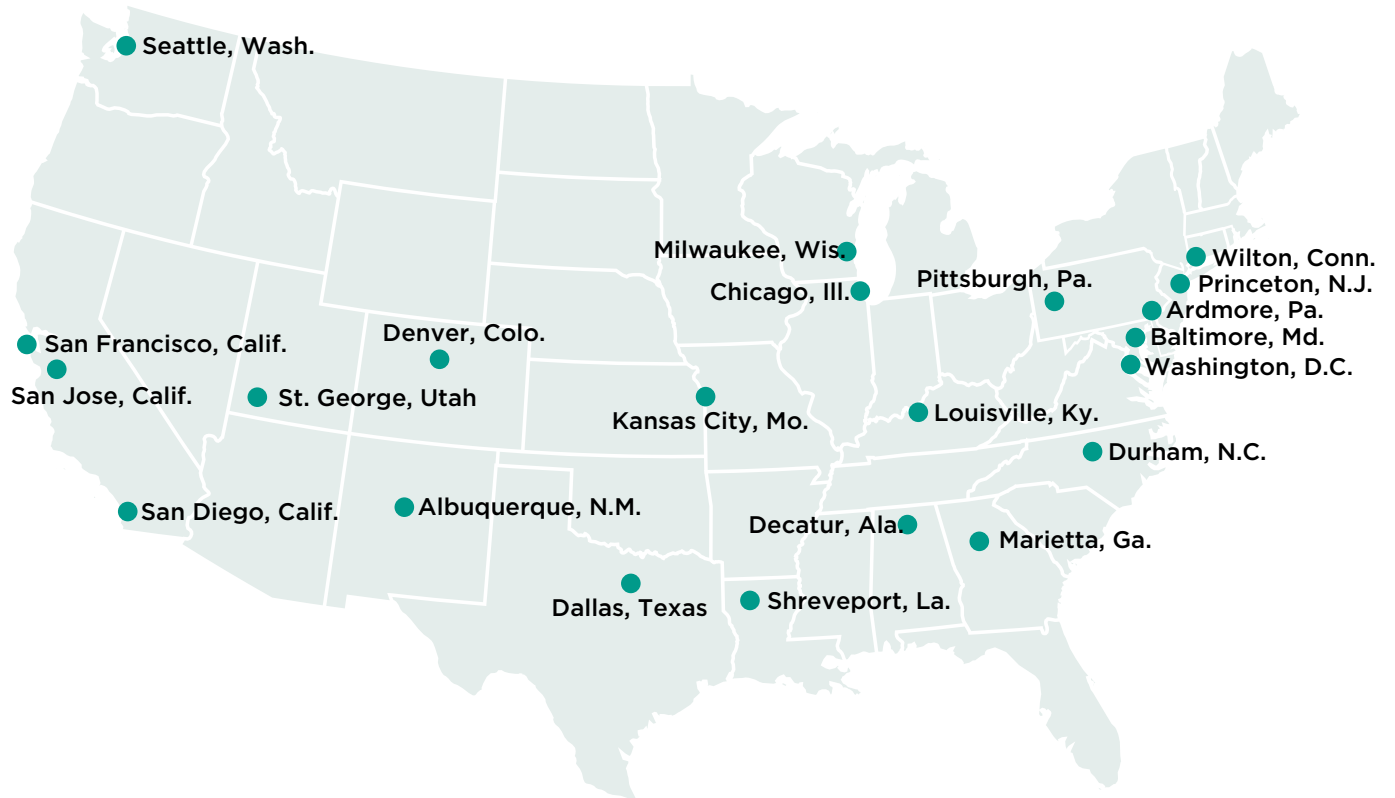 Seattle, Wash.
Milwaukee, Wis.
Wilton, Conn.
Pittsburgh, Pa.
Princeton, N.J.
Chicago, Ill.
Ardmore, Pa.
Denver, Colo.
Baltimore, Md.
San Francisco, Calif.
Washington, D.C.
San Jose, Calif.
St. George, Utah
Louisville, Ky.
Kansas City, Mo.
Durham, N.C.
Albuquerque, N.M.
San Diego, Calif.
Decatur, Ala.
Marietta, Ga.
Shreveport, La.
Dallas, Texas